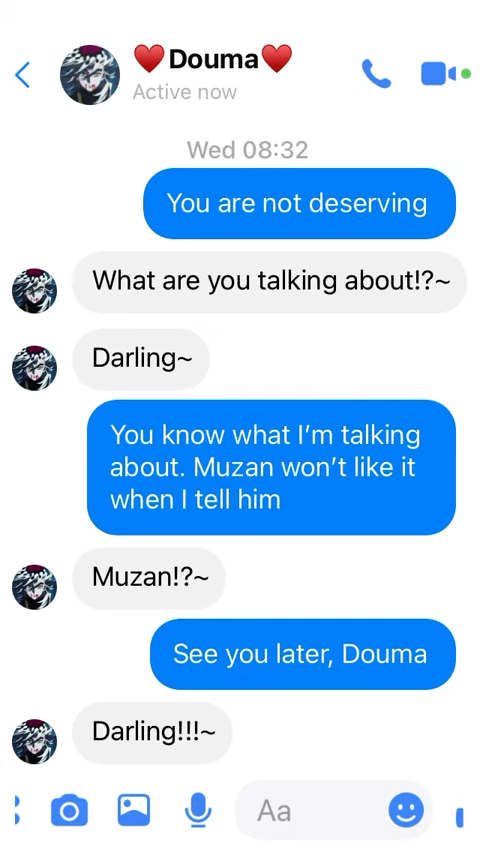 ❤️Douma❤️
Active now
Wed 08:32
You are not deserving
What are you talking about!?~
Darling~
You know what I’m talking
about. Muzan won’t like it
when I tell him
Muzan!?~
See you later, Douma
Darling!!!~
Aa